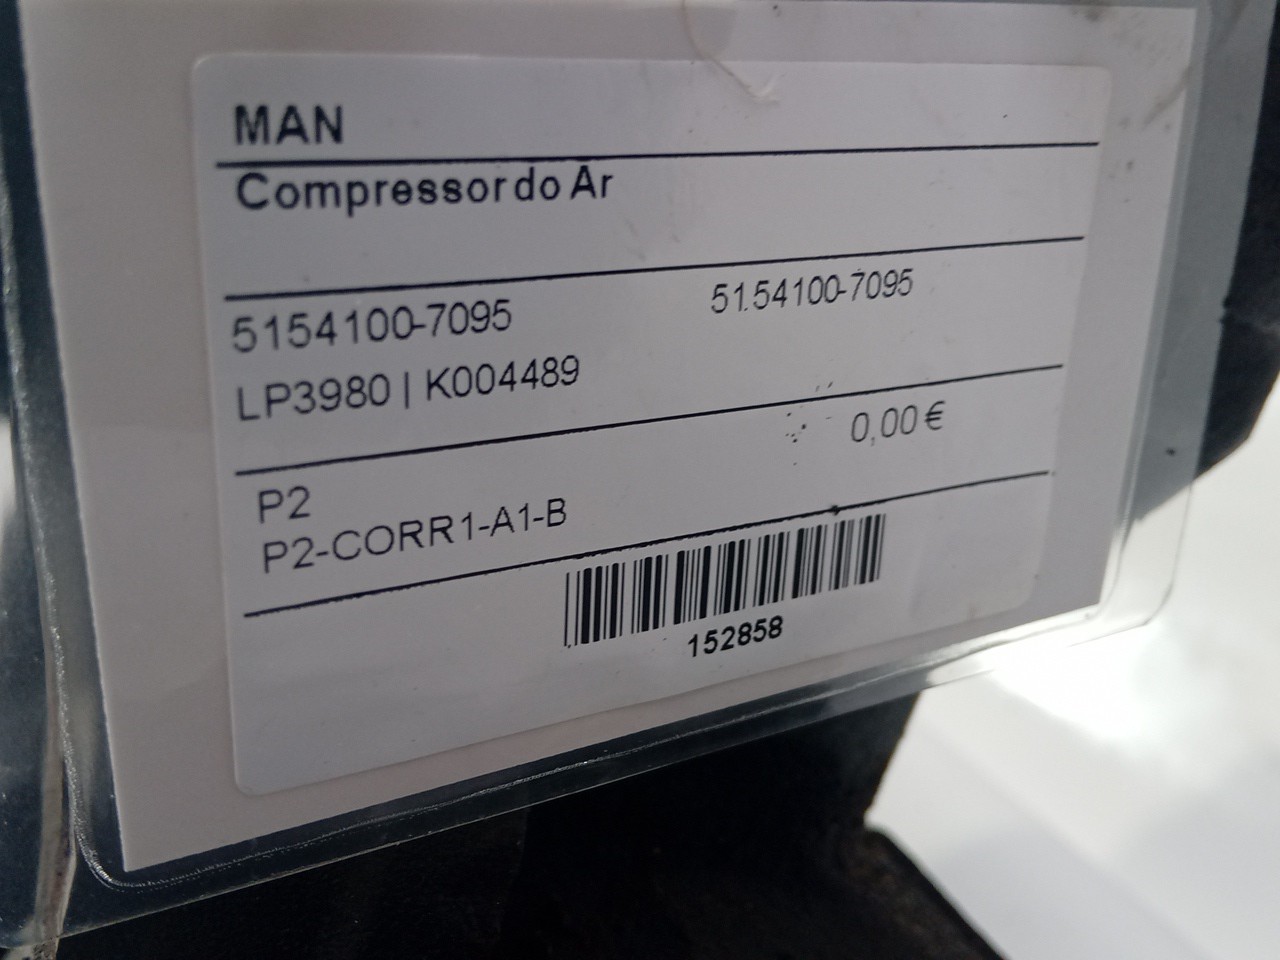 MAN
Compressor do Ar
5154100-7095 51.54100-7095
LP3980 | K004489
0,00 €
P2
P2-CORR1-A1-B
152858